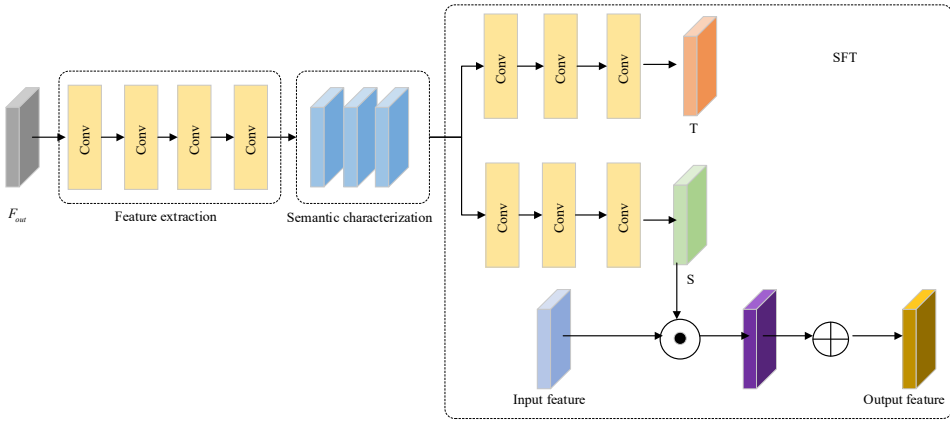 SFT
Conv
Conv
Conv
T
Conv
Conv
Conv
Conv
F_out
Feature extraction
Semantic characterization
Conv
Conv
Conv
S
Input feature
Output feature